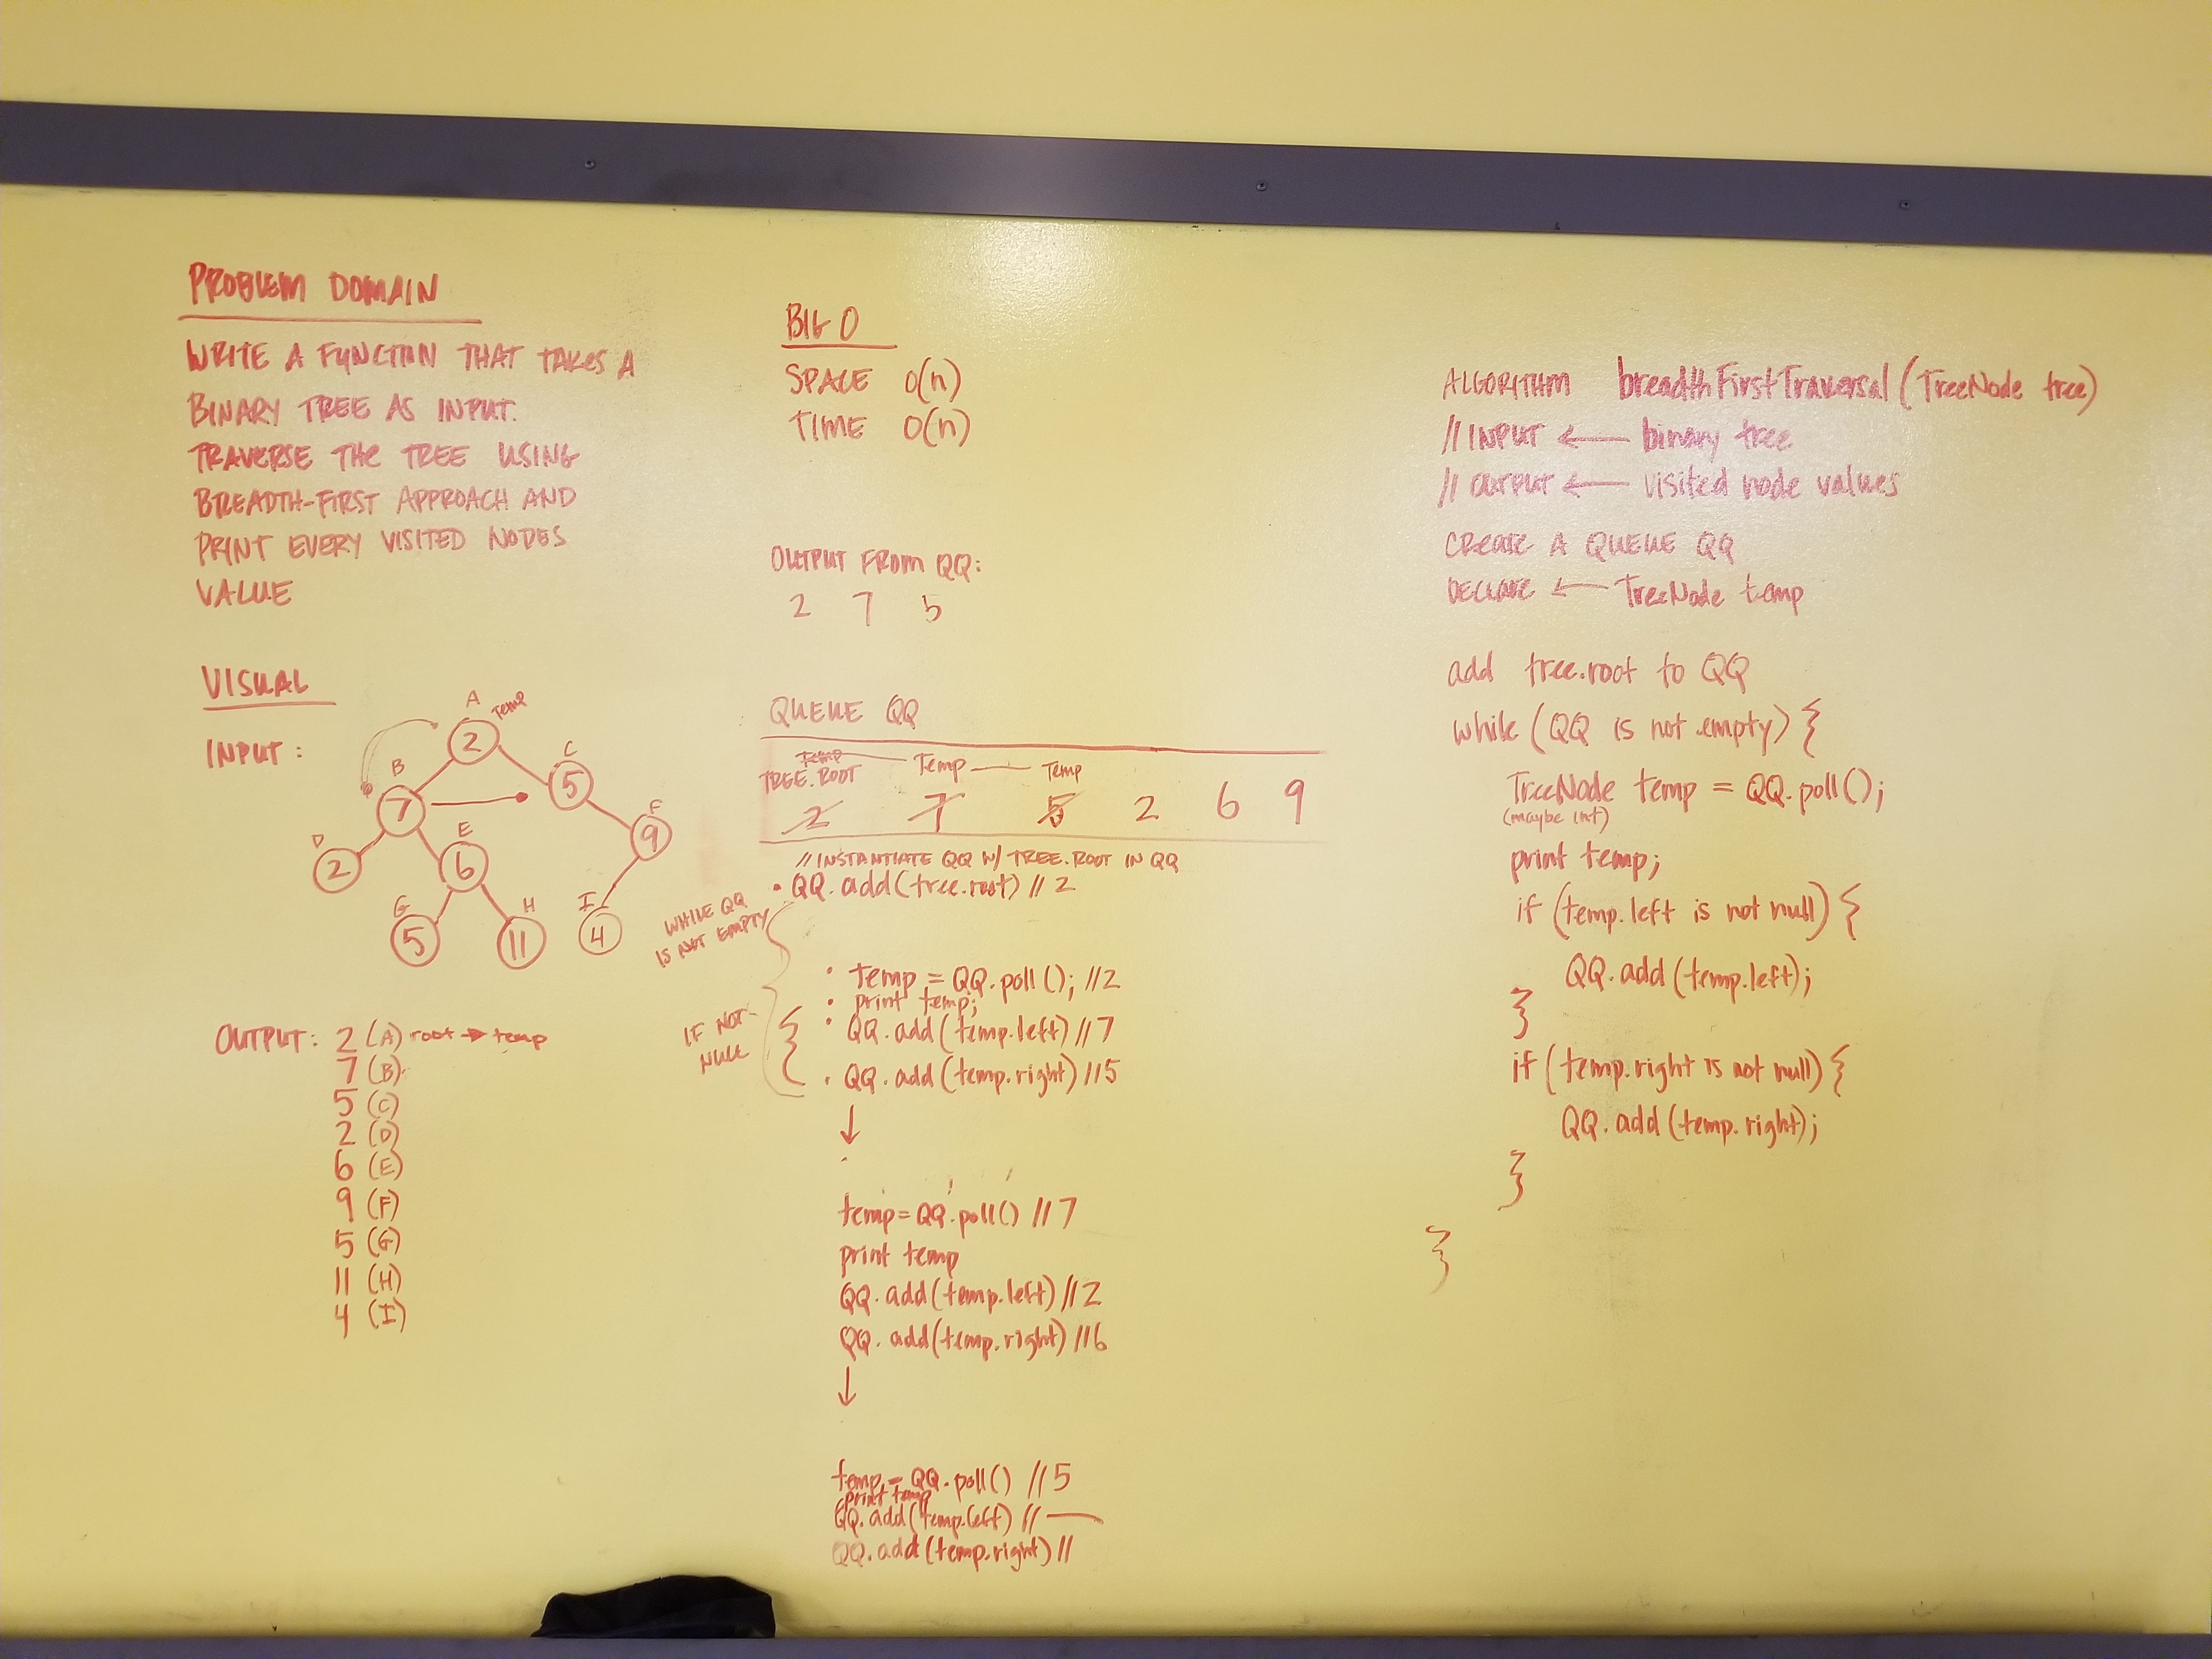 PROBLEM DOMAIN
WRITE A FUNCTION THAT TAKES A
BINARY TREE AS INPUT.
TRAVERSE THE TREE USING
BREADTH-FIRST APPROACH AND
PRINT EVERY VISITED NODES
VALUE
VISUAL
INPUT:
A
Temp
2
B
7
C
5
D
2
E
6
F
9
G
5
H
11
I
4
OUTPUT: 2 (A) root → temp
7 (B)
5 (C)
2 (D)
6 (E)
9 (F)
5 (G)
11 (H)
4 (I)
BIG O
SPACE O(n)
TIME O(n)
OUTPUT FROM QQ:
2 7 5
QUEUE QQ
Temp Temp Temp
TREE.ROOT
2 7 5 2 6 9
// INSTANTIATE QQ W/ TREE.ROOT IN QQ
• QQ.add(tree.root) // 2
WHILE QQ
IS NOT EMPTY
• temp = QQ.poll(); //2
• print temp;
IF NOT-
NULL
• QQ.add(temp.left) //7
• QQ.add(temp.right) //5
↓
temp = QQ.poll() //7
print temp
QQ.add(temp.left) //2
QQ.add(temp.right) //6
↓
temp = QQ.poll() //5
print temp
QQ.add(temp.left) // —
QQ.add(temp.right) //
ALGORITHM breadthFirstTraversal(TreeNode tree)
// INPUT ← binary tree
// OUTPUT ← visited node values
CREATE A QUEUE QQ
DECLARE ← TreeNode temp
add tree.root to QQ
while (QQ is not empty) {
TreeNode temp = QQ.poll();
(maybe int)
print temp;
if (temp.left is not null) {
QQ.add(temp.left);
}
if (temp.right is not null) {
QQ.add(temp.right);
}
}